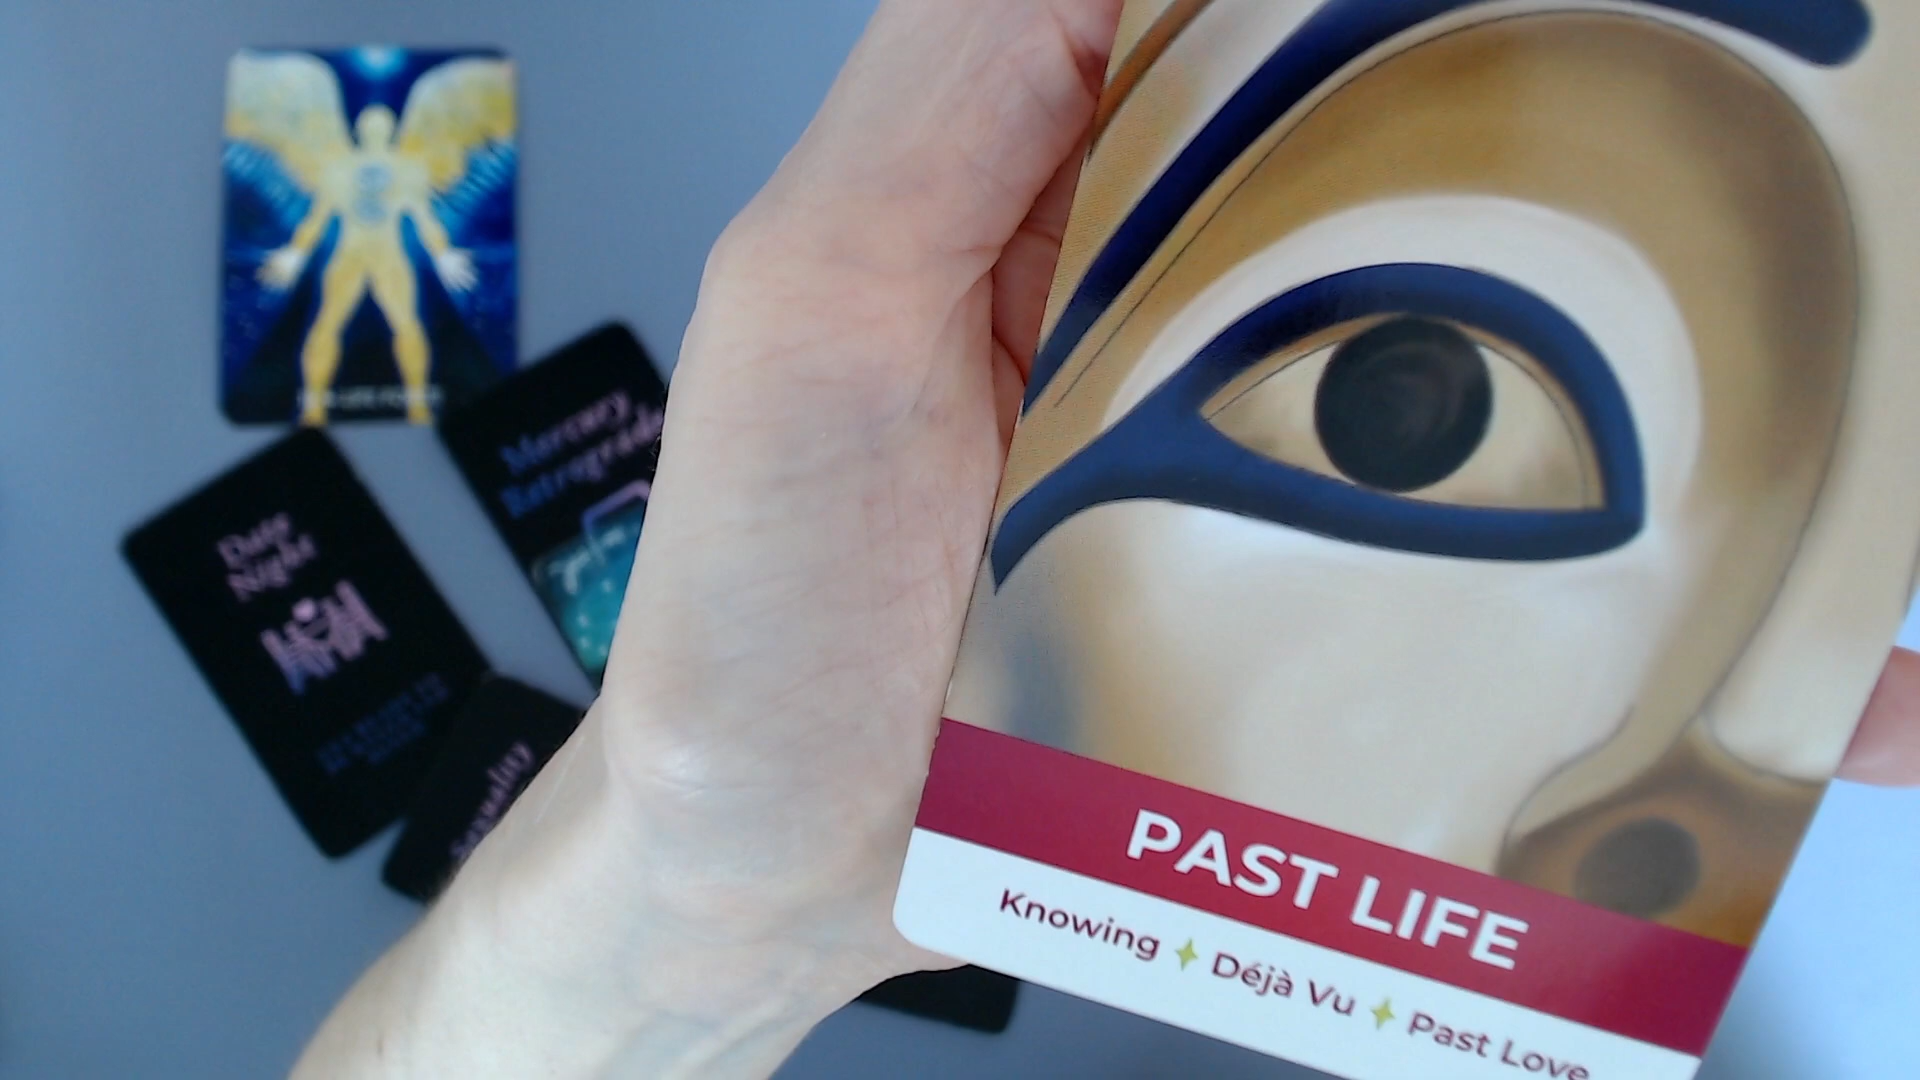 Mercury
Retrograde
Date
Night
Sexuality
PAST LIFE
Knowing ✦ Déjà Vu ✦ Past Love